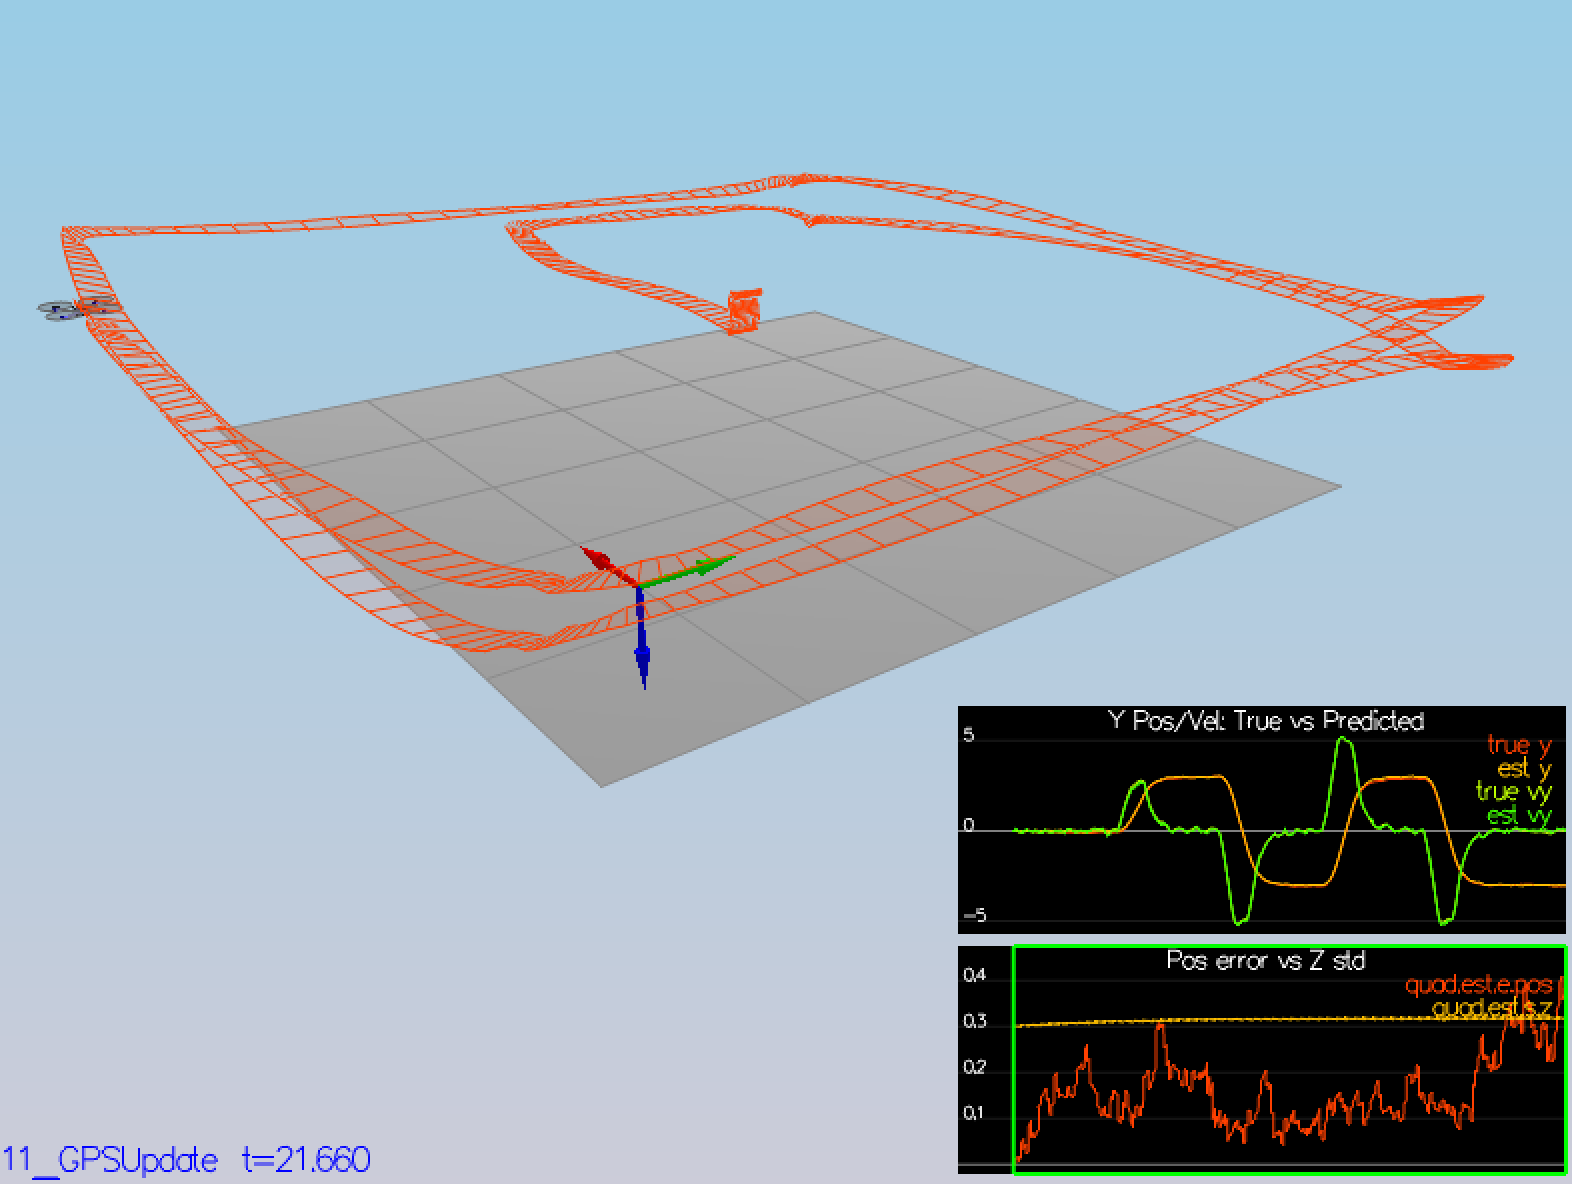 Y Pos/Vel: True vs Predicted
5
true y
est y
true vy
est vy
0
-5
Pos error vs Z std
0.4
quad.est.e.pos
quad.est.s.z
0.3
0.2
0.1
11_GPSUpdate t=21.660